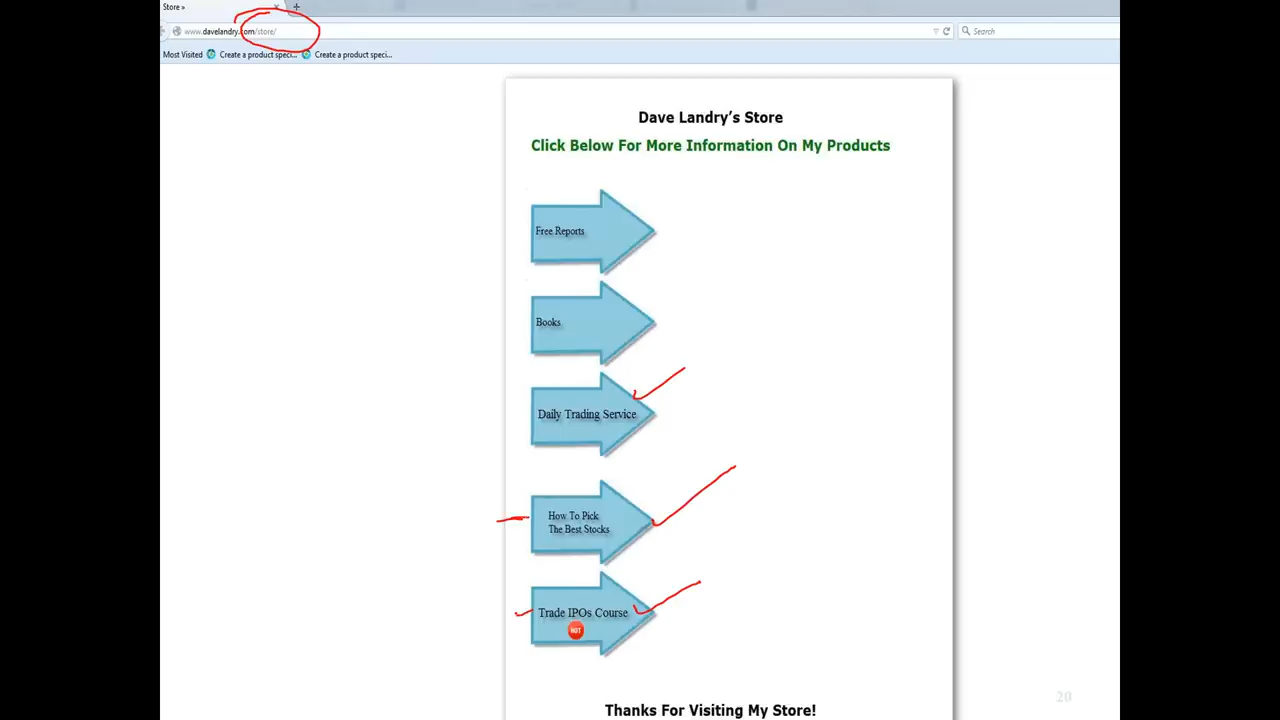 Store »
www.davelandry.com/store/
Search
Most Visited Create a product speci... Create a product speci...
Dave Landry's Store
Click Below For More Information On My Products
Free Reports
Books
Daily Trading Service
How To Pick
The Best Stocks
Trade IPOs Course
HOT
Thanks For Visiting My Store!
20